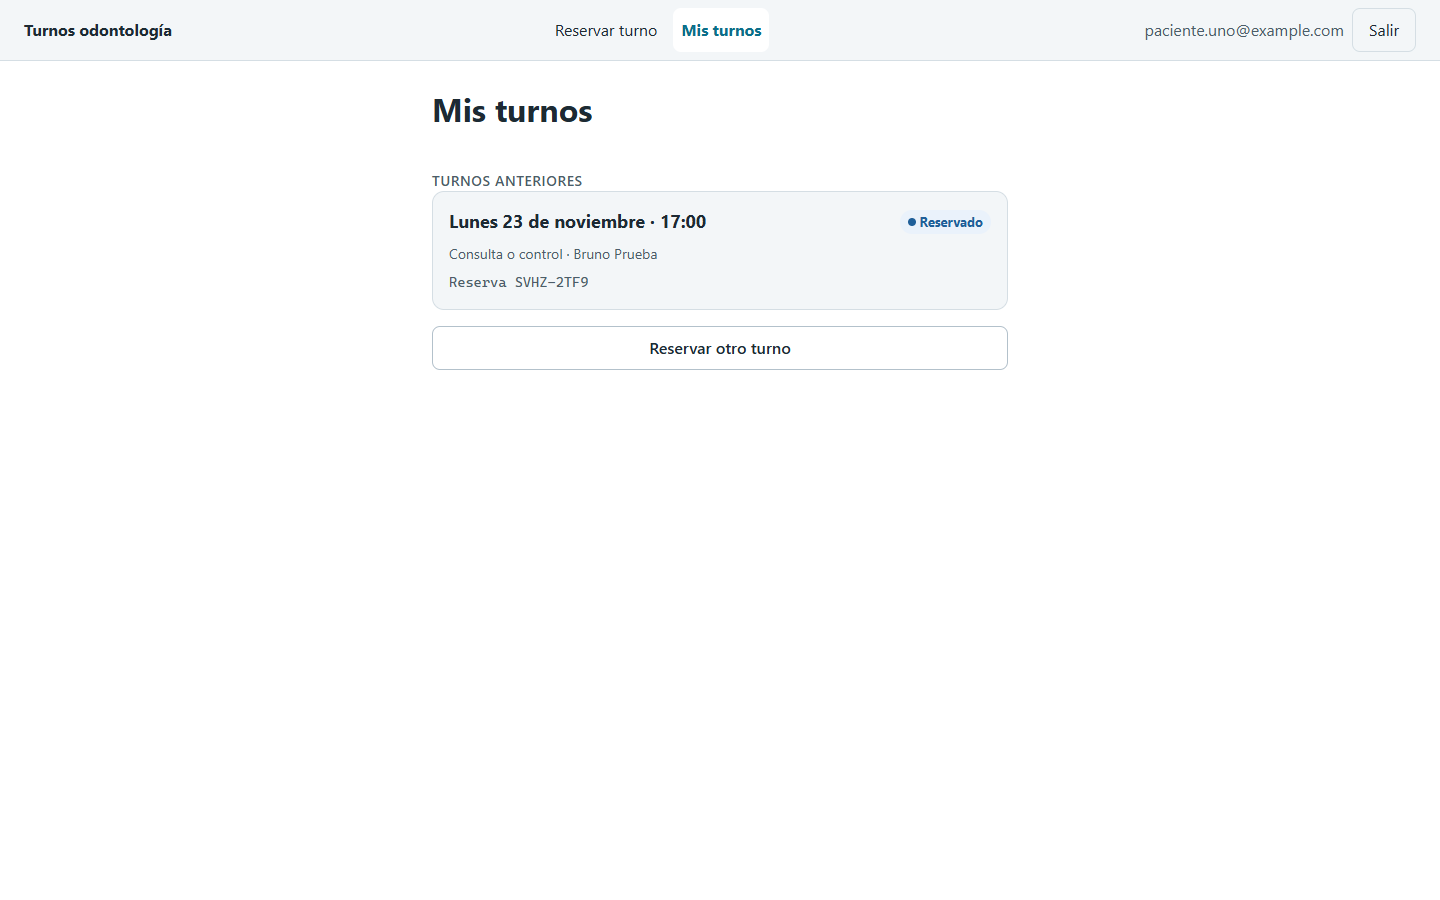 Turnos odontología
Reservar turno
Mis turnos
paciente.uno@example.com
Salir
Mis turnos
TURNOS ANTERIORES
Lunes 23 de noviembre · 17:00
Reservado
Consulta o control · Bruno Prueba
Reserva SVHZ-2TF9
Reservar otro turno